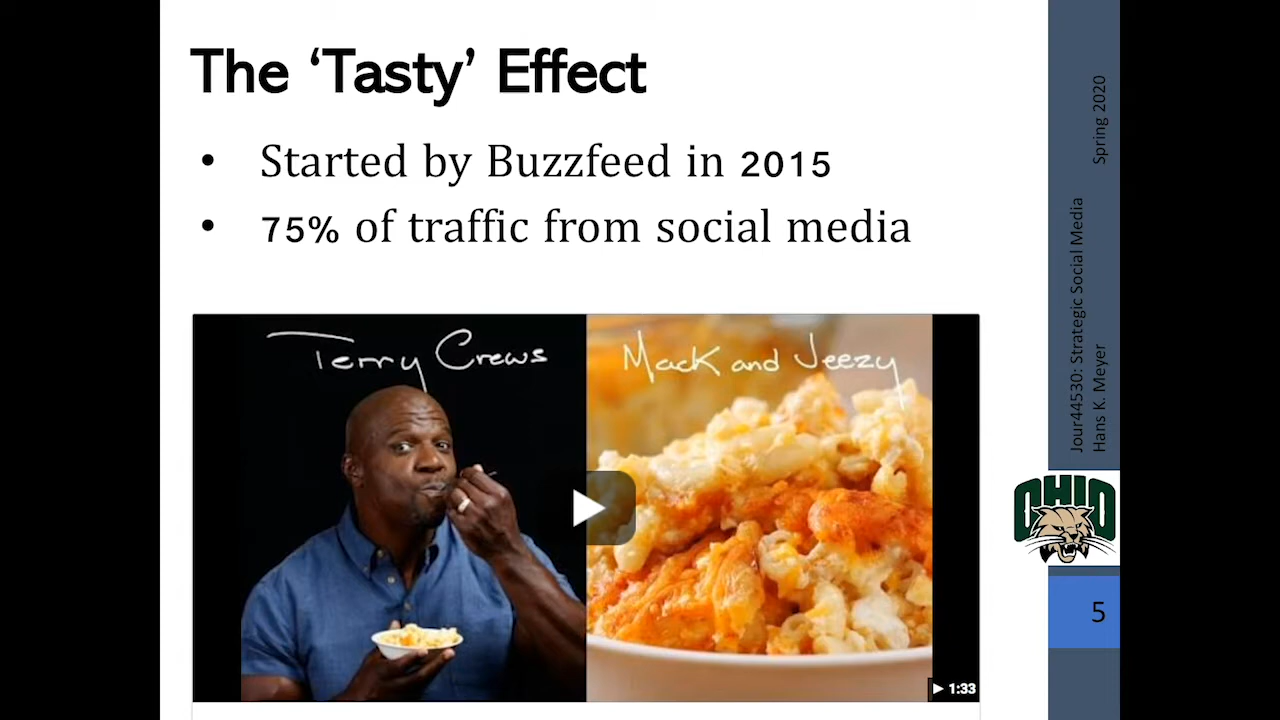 The ‘Tasty’ Effect
• Started by Buzzfeed in 2015
• 75% of traffic from social media
Terry Crews
Mack and Jeezy
1:33
Jour44530: Strategic Social Media Spring 2020
Hans K. Meyer
OHIO
5